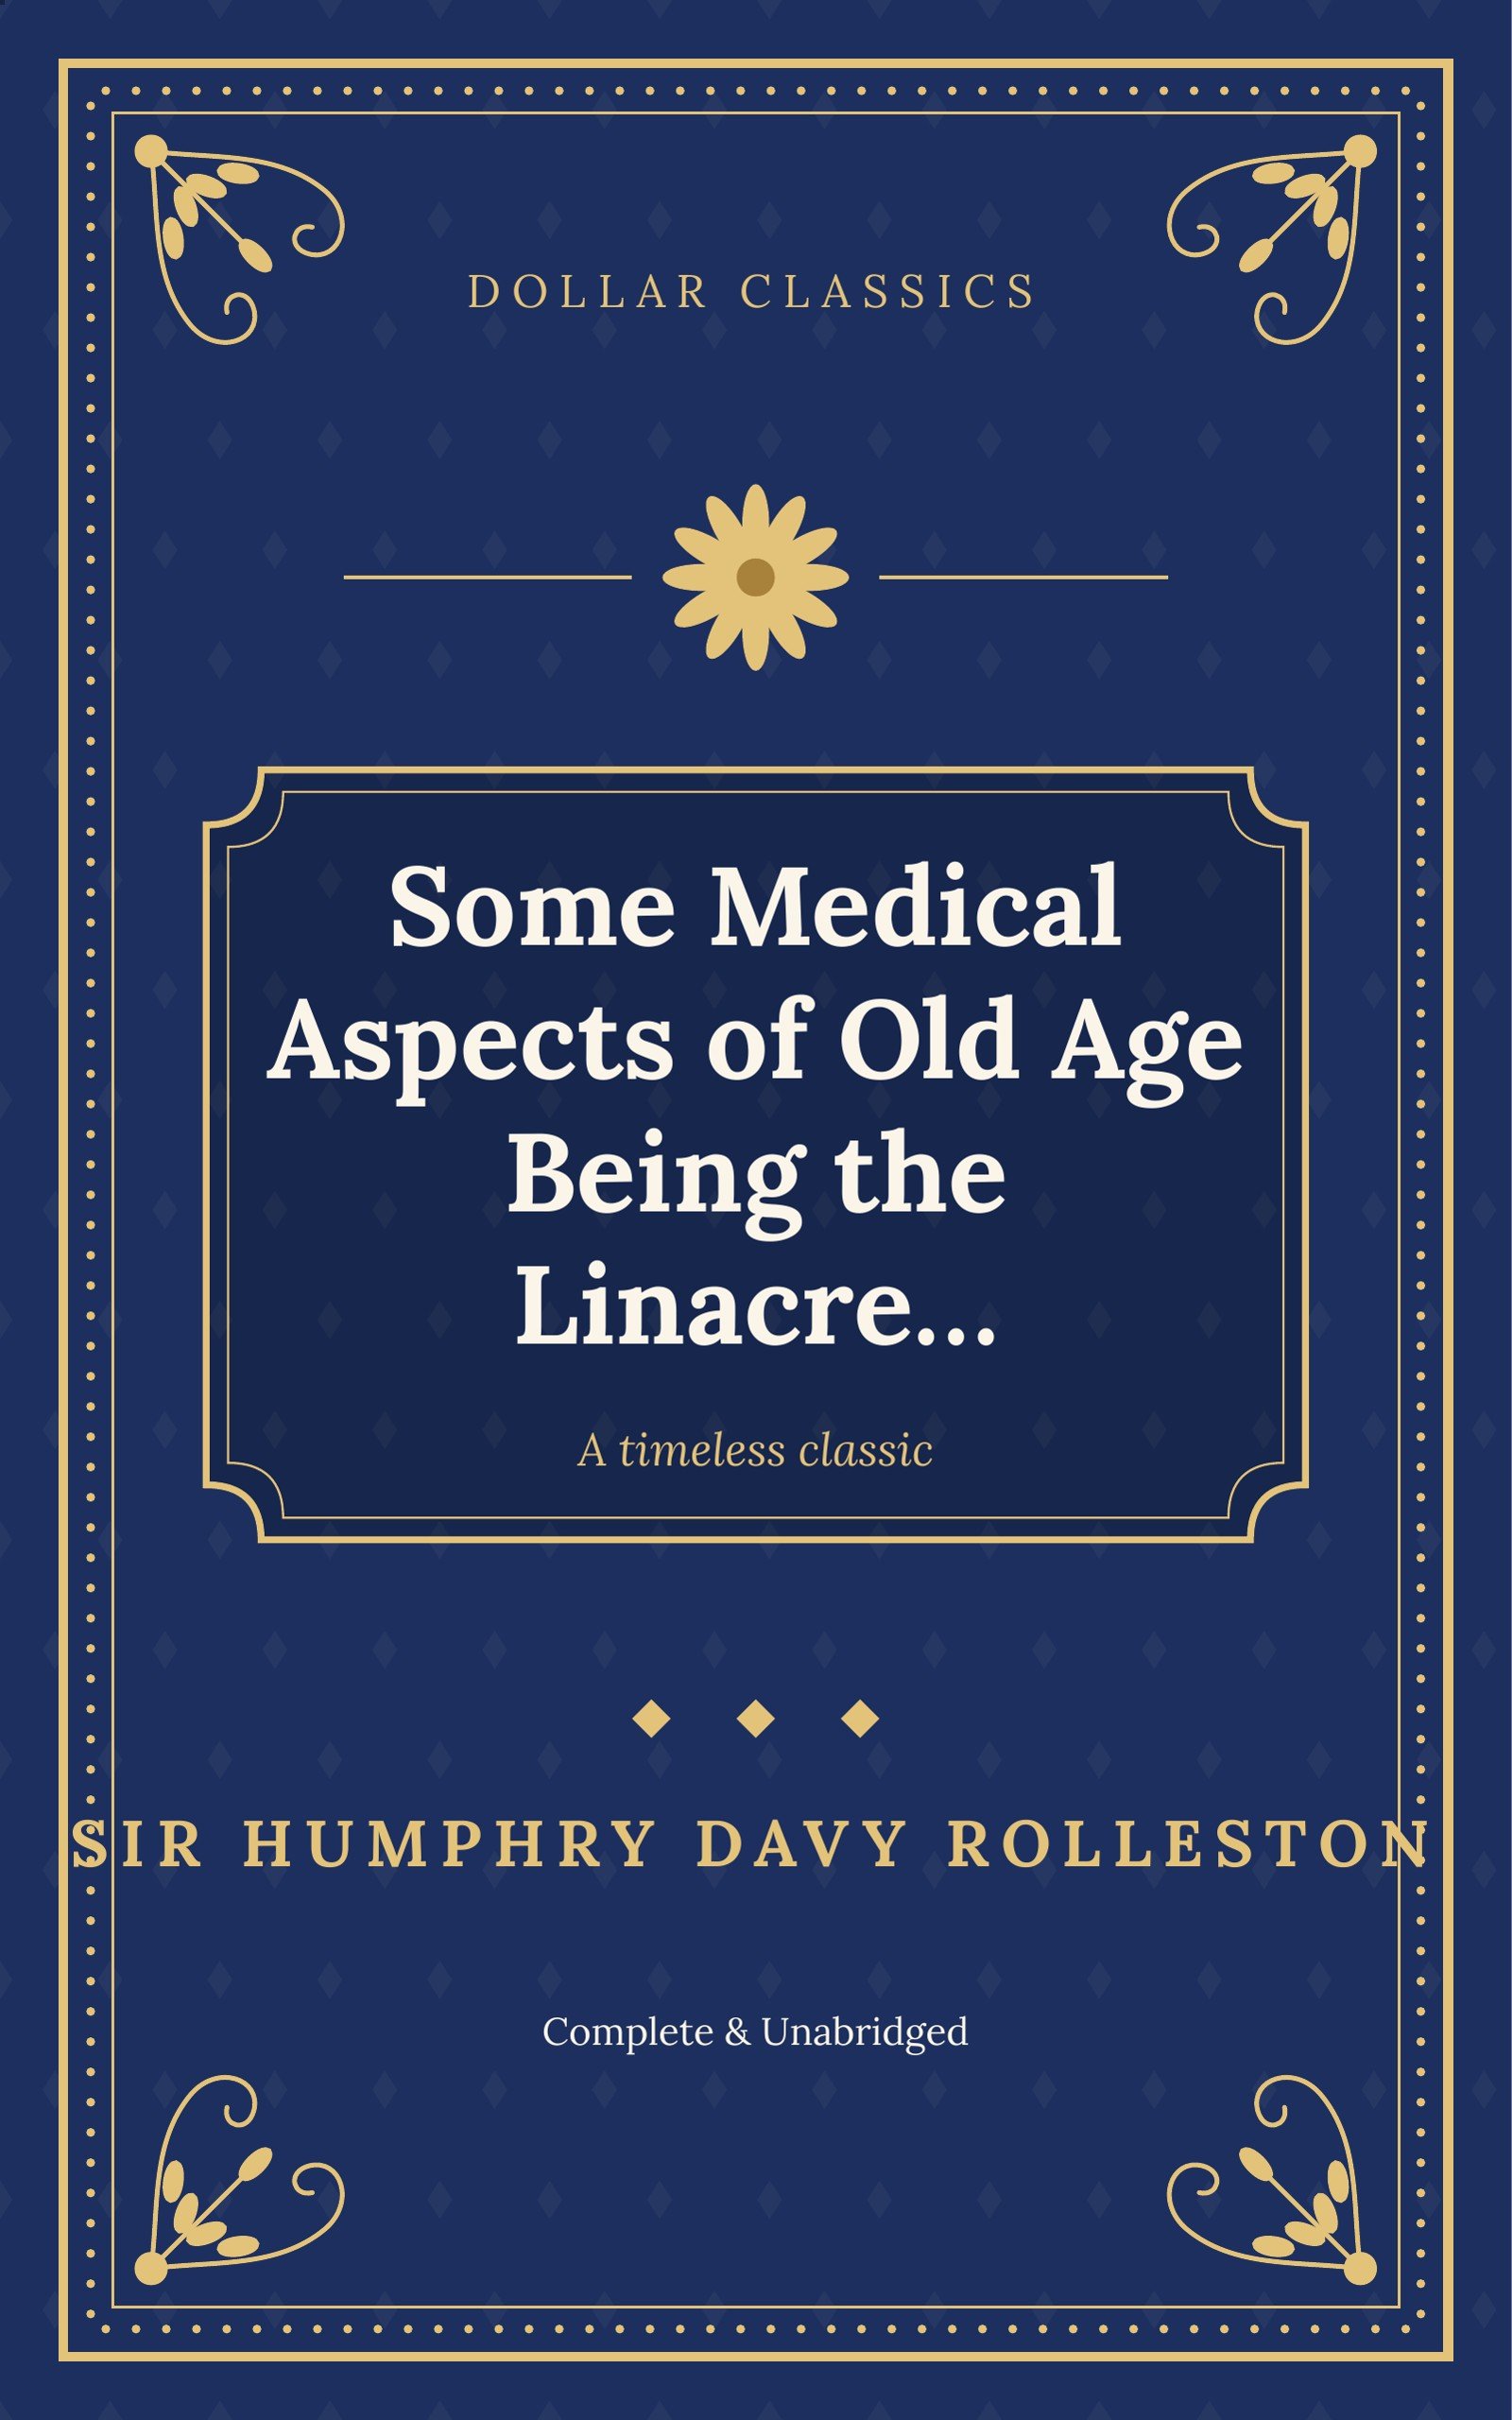 DOLLAR CLASSICS
Some Medical
Aspects of Old Age
Being the
Linacre...
A timeless classic
SIR HUMPHRY DAVY ROLLESTON
Complete & Unabridged